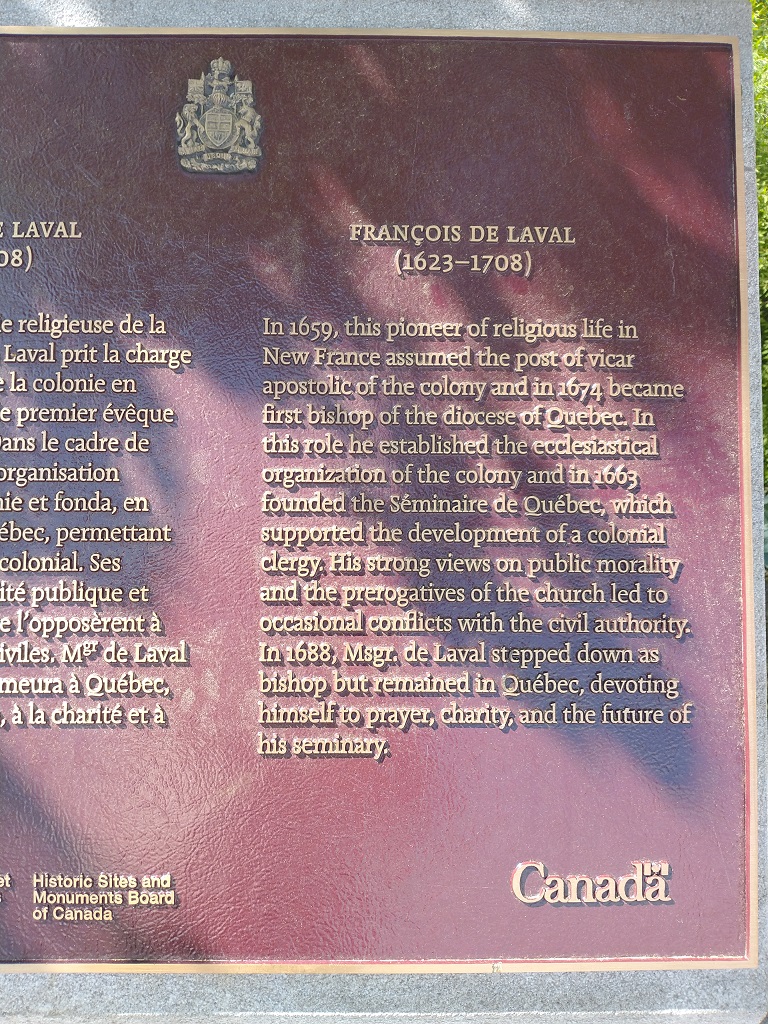 LAVAL
08)
le religieuse de la
Laval prit la charge
e la colonie en
e premier évêque
Dans le cadre de
organisation
nie et fonda, en
ébec, permettant
colonial. Ses
ité publique et
e l'opposèrent à
iviles. Mgr de Laval
meura à Québec,
, à la charité et à
FRANÇOIS DE LAVAL
(1623–1708)
In 1659, this pioneer of religious life in
New France assumed the post of vicar
apostolic of the colony and in 1674 became
first bishop of the diocese of Quebec. In
this role he established the ecclesiastical
organization of the colony and in 1663
founded the Séminaire de Québec, which
supported the development of a colonial
clergy. His strong views on public morality
and the prerogatives of the church led to
occasional conflicts with the civil authority.
In 1688, Msgr. de Laval stepped down as
bishop but remained in Québec, devoting
himself to prayer, charity, and the future of
his seminary.
et
s
Historic Sites and
Monuments Board
of Canada
Canada